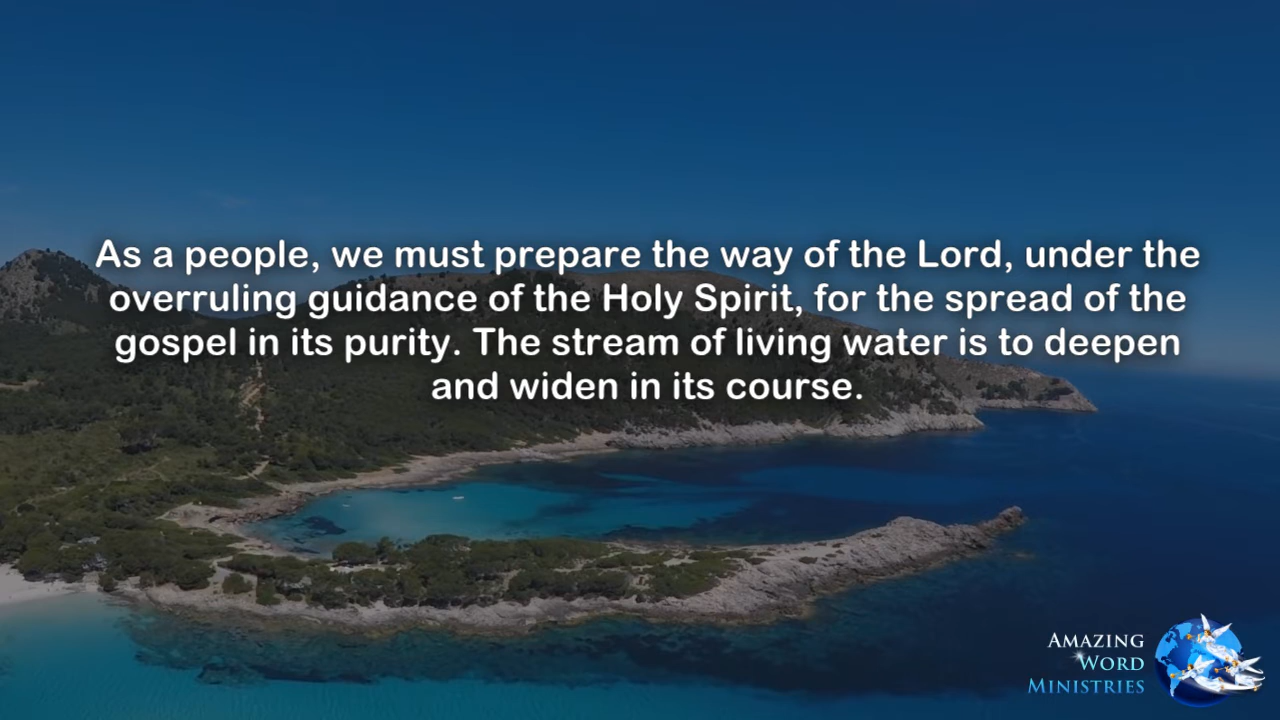 As a people, we must prepare the way of the Lord, under the
overruling guidance of the Holy Spirit, for the spread of the
gospel in its purity. The stream of living water is to deepen
and widen in its course.
Amazing
Word
Ministries